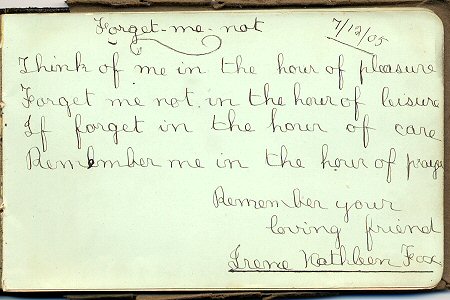 Forget-me-not 7/12/05
Think of me in the hour of pleasure
Forget me not, in the hour of leisure
If forget in the hour of care
Remember me in the hour of prayer
Remember your
loving friend
Irene Kathleen Fox